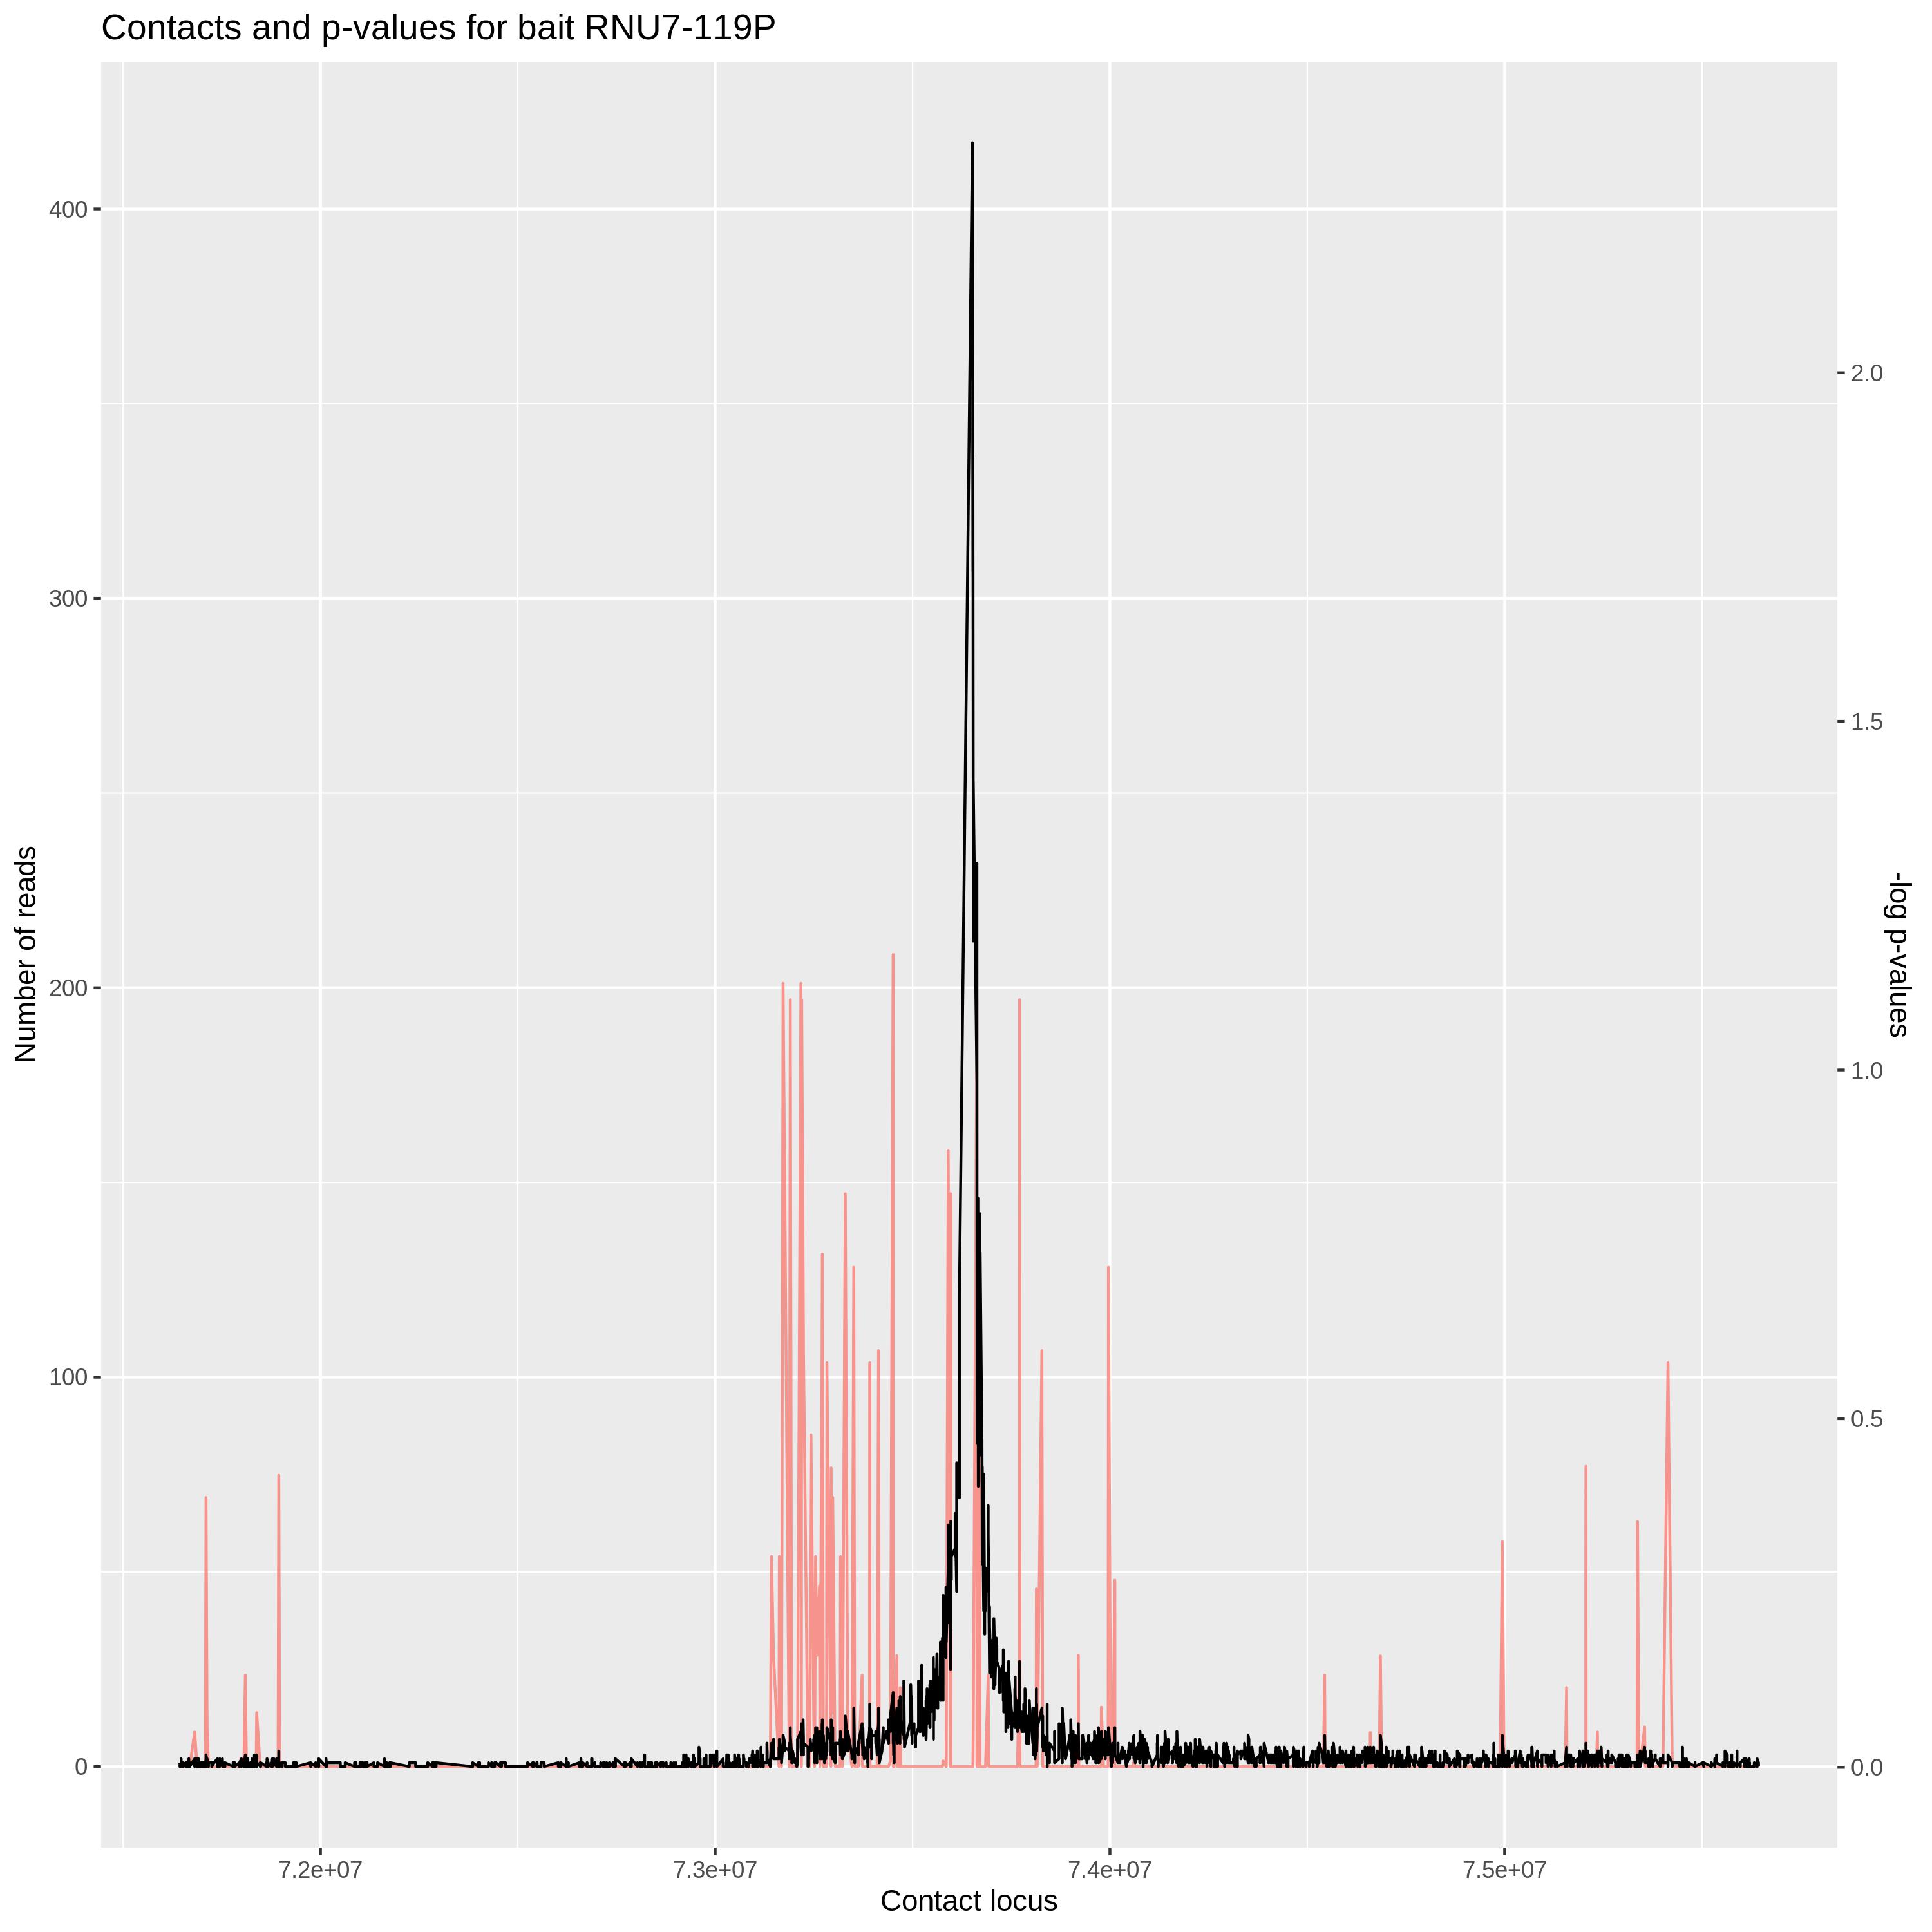 Contacts and p-values for bait RNU7-119P
400
300
200
100
0
Number of reads
2.0
1.5
1.0
0.5
0.0
-log p-values
7.2e+07
7.3e+07
7.4e+07
7.5e+07
Contact locus